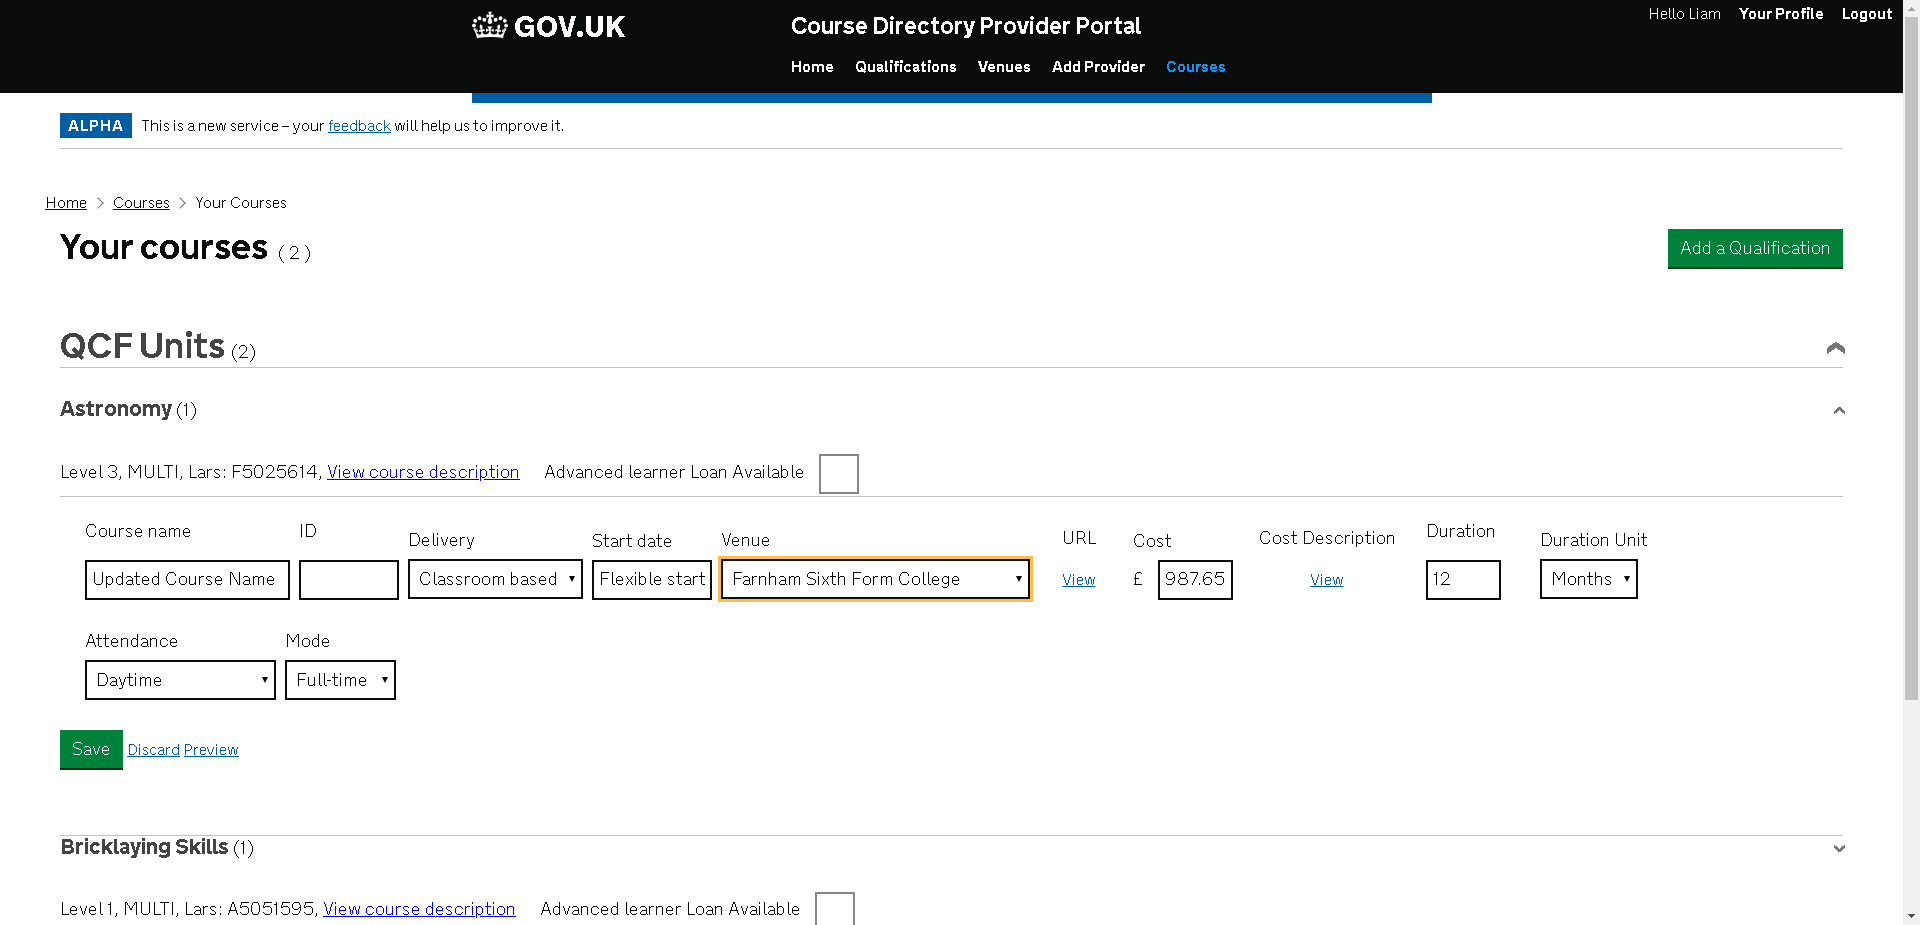 GOV.UK
Course Directory Provider Portal
Hello Liam Your Profile Logout
Home Qualifications Venues Add Provider Courses
ALPHA This is a new service – your feedback will help us to improve it.
Home > Courses > Your Courses
Your courses ( 2 )
Add a Qualification
QCF Units (2)
Astronomy (1)
Level 3, MULTI, Lars: F5025614, View course description Advanced learner Loan Available
Course name ID Delivery Start date Venue URL Cost Cost Description Duration Duration Unit
Updated Course Name Classroom based Flexible start Farnham Sixth Form College View £ 987.65 View 12 Months
Attendance Mode
Daytime Full-time
Save Discard Preview
Bricklaying Skills (1)
Level 1, MULTI, Lars: A5051595, View course description Advanced learner Loan Available